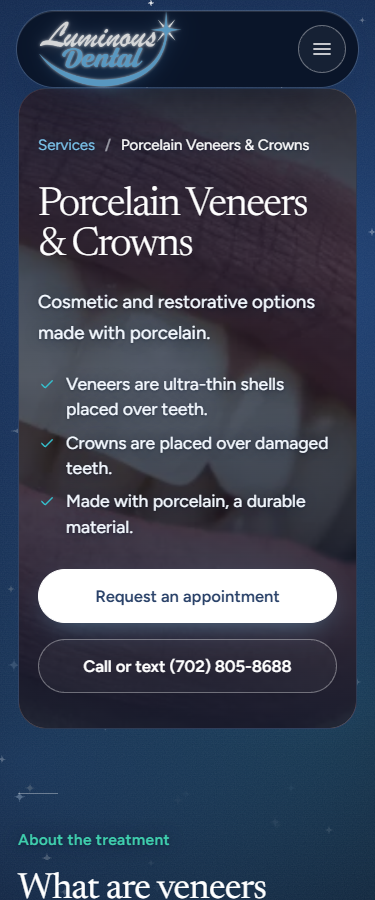 Luminous
Dental
Services / Porcelain Veneers & Crowns
Porcelain Veneers
& Crowns
Cosmetic and restorative options
made with porcelain.
Veneers are ultra-thin shells
placed over teeth.
Crowns are placed over damaged
teeth.
Made with porcelain, a durable
material.
Request an appointment
Call or text (702) 805-8688
About the treatment
What are veneers